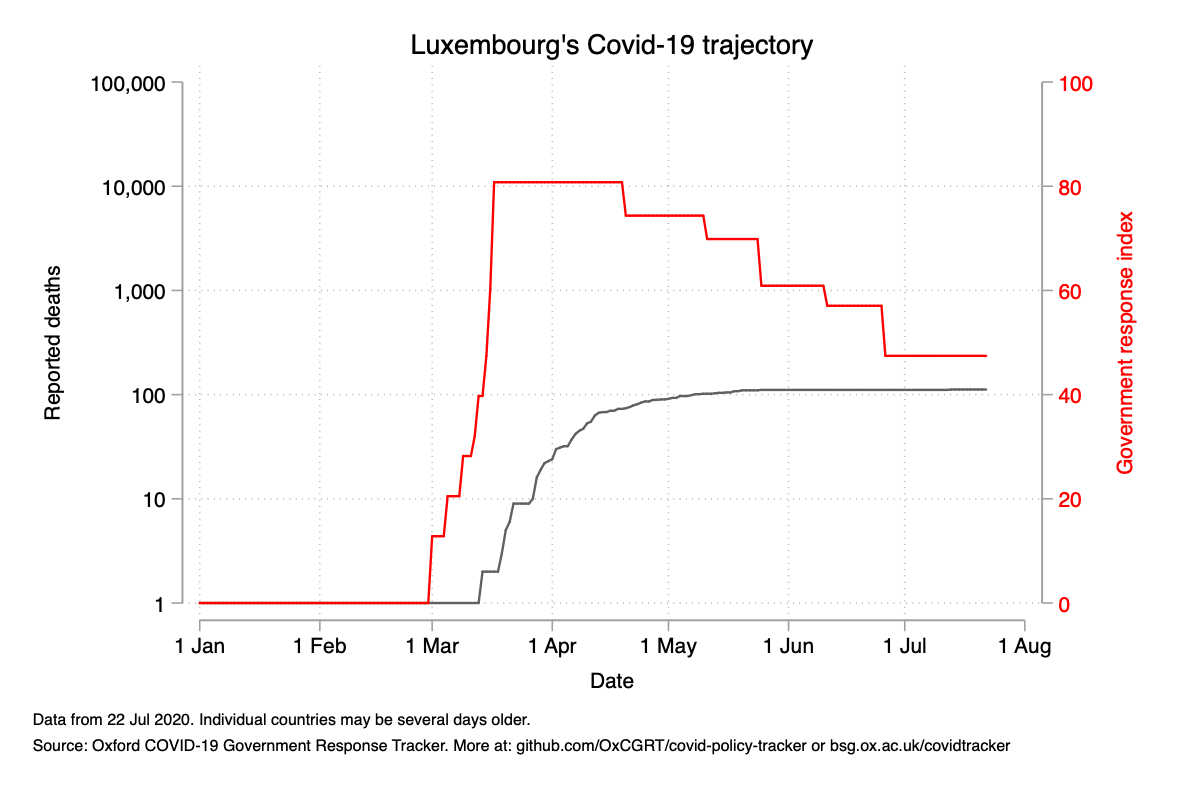 Luxembourg's Covid-19 trajectory
100,000
10,000
1,000
100
10
1
Reported deaths
100
80
60
40
20
0
Government response index
1 Jan
1 Feb
1 Mar
1 Apr
1 May
1 Jun
1 Jul
1 Aug
Date
Data from 22 Jul 2020. Individual countries may be several days older.
Source: Oxford COVID-19 Government Response Tracker. More at: github.com/OxCGRT/covid-policy-tracker or bsg.ox.ac.uk/covidtracker